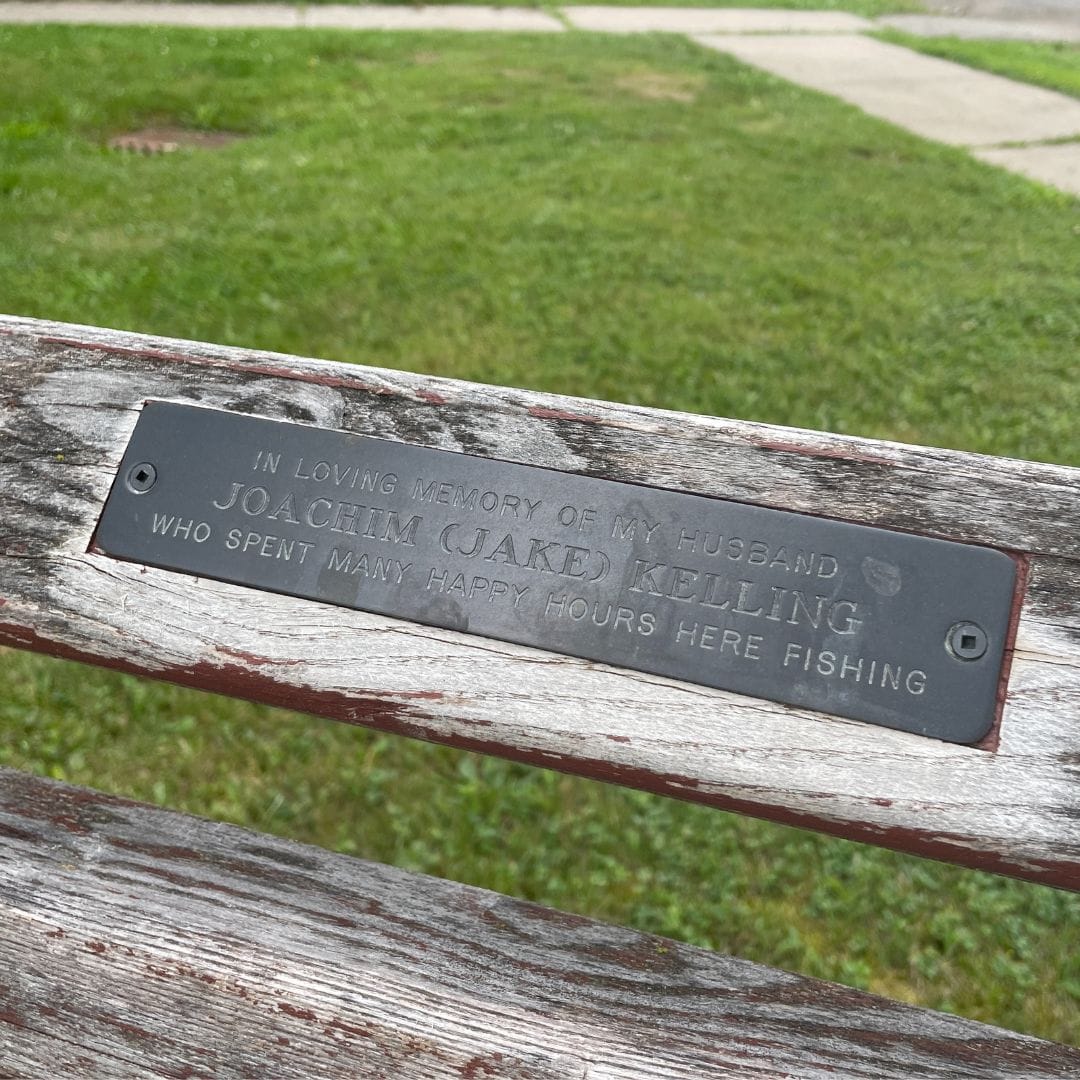 IN LOVING MEMORY OF MY HUSBAND
JOACHIM (JAKE) KELLING
WHO SPENT MANY HAPPY HOURS HERE FISHING